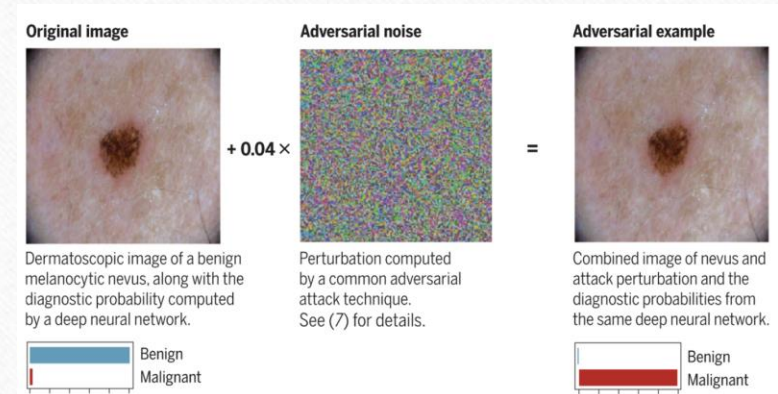 Original image
Adversarial noise
Adversarial example
+ 0.04 ×
=
Dermatoscopic image of a benign
melanocytic nevus, along with the
diagnostic probability computed
by a deep neural network.
Perturbation computed
by a common adversarial
attack technique.
See (7) for details.
Combined image of nevus and
attack perturbation and the
diagnostic probabilities from
the same deep neural network.
Benign
Malignant
Benign
Malignant